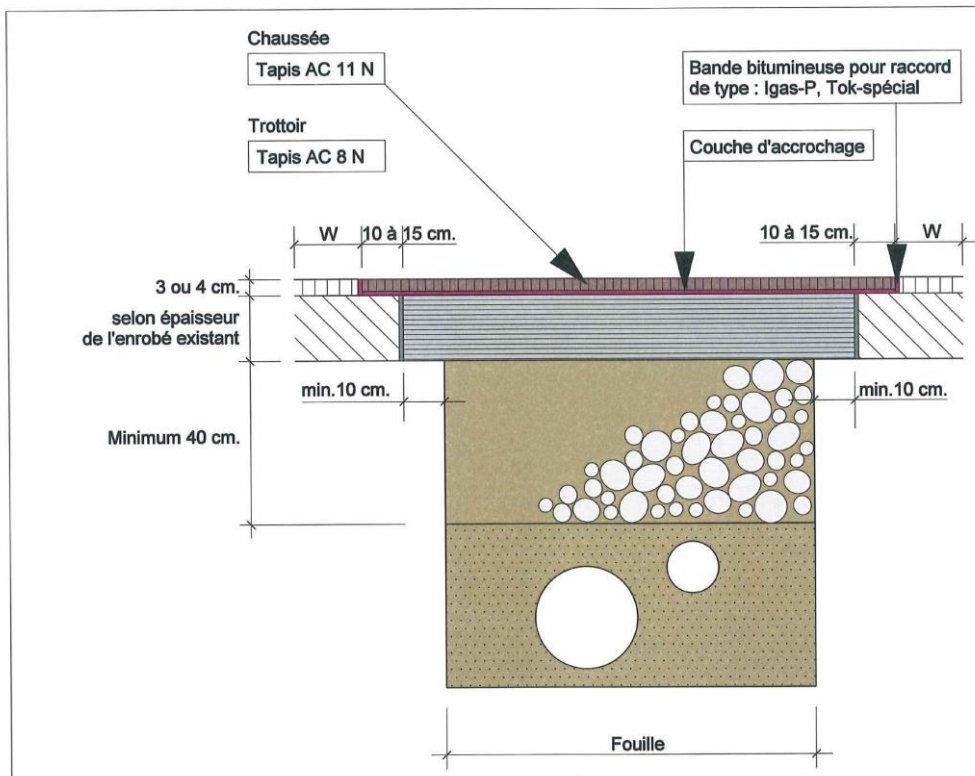 Chaussée
Tapis AC 11 N
Trottoir
Tapis AC 8 N
Bande bitumineuse pour raccord
de type : Igas-P, Tok-spécial
Couche d'accrochage
W
10 à 15 cm.
10 à 15 cm.
W
3 ou 4 cm.
selon épaisseur
de l'enrobé existant
min.10 cm.
min.10 cm.
Minimum 40 cm.
Fouille